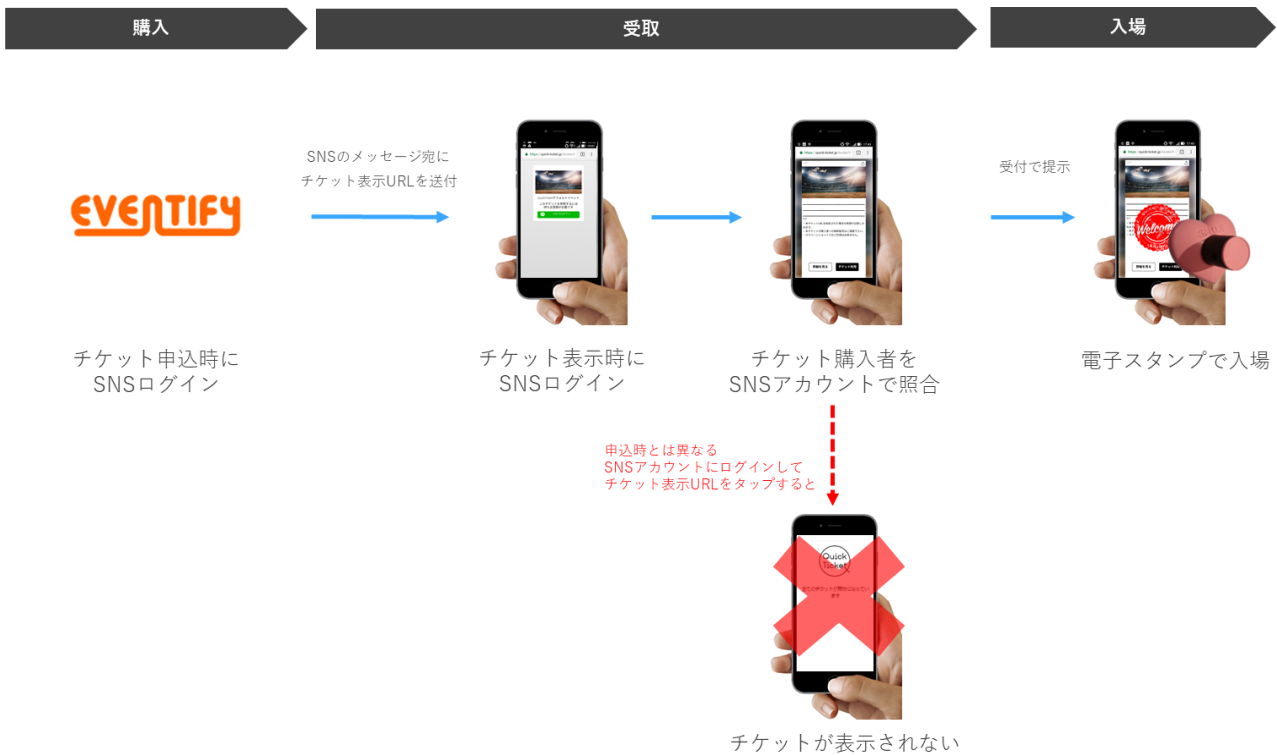 購入
受取
入場
SNSのメッセージ宛に
チケット表示URLを送付
受付で提示
EVENTIFY
Welcome
チケット申込時に
SNSログイン
チケット表示時に
SNSログイン
チケット購入者を
SNSアカウントで照合
電子スタンプで入場
申込時とは異なる
SNSアカウントにログインして
チケット表示URLをタップすると
Quick
Ticket
チケットが表示されない